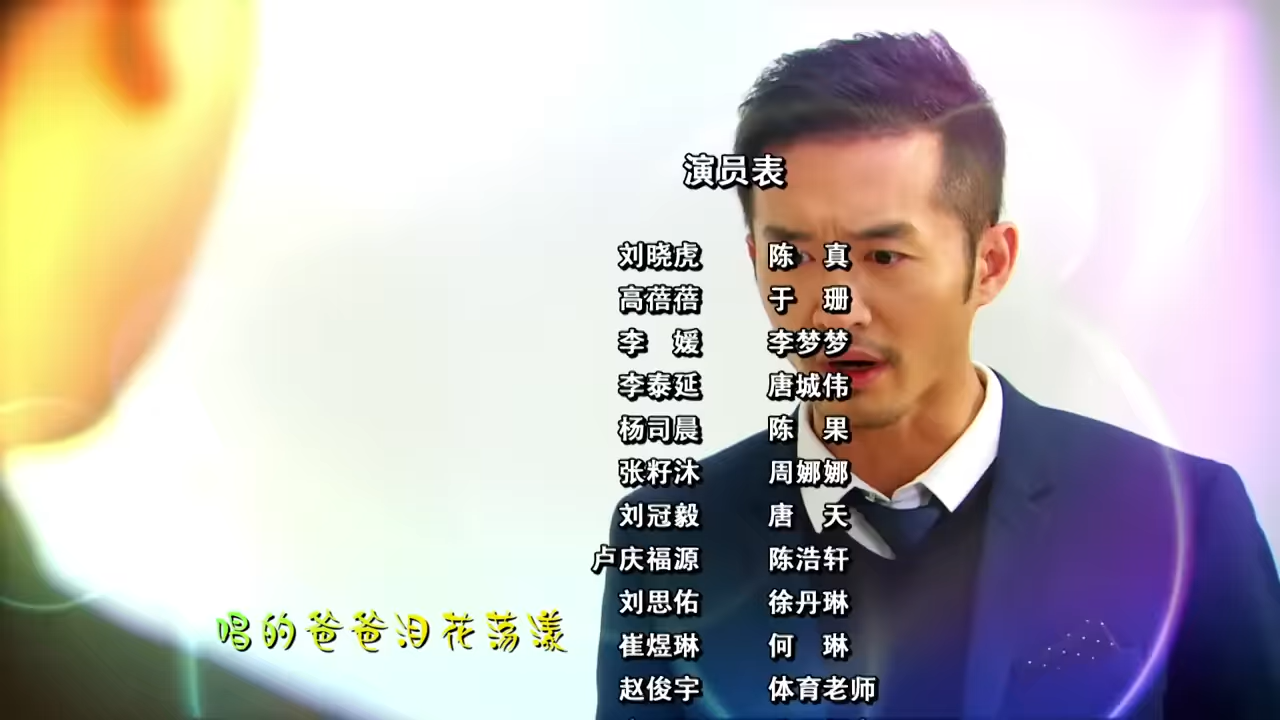 演员表
刘晓虎 陈 真
高蓓蓓 于 珊
李 媛 李梦梦
李泰延 唐城伟
杨司晨 陈 果
张籽沐 周娜娜
刘冠毅 唐 天
卢庆福源 陈浩轩
刘思佑 徐丹琳
崔煜琳 何 琳
赵俊宇 体育老师
唱的爸爸泪花荡漾